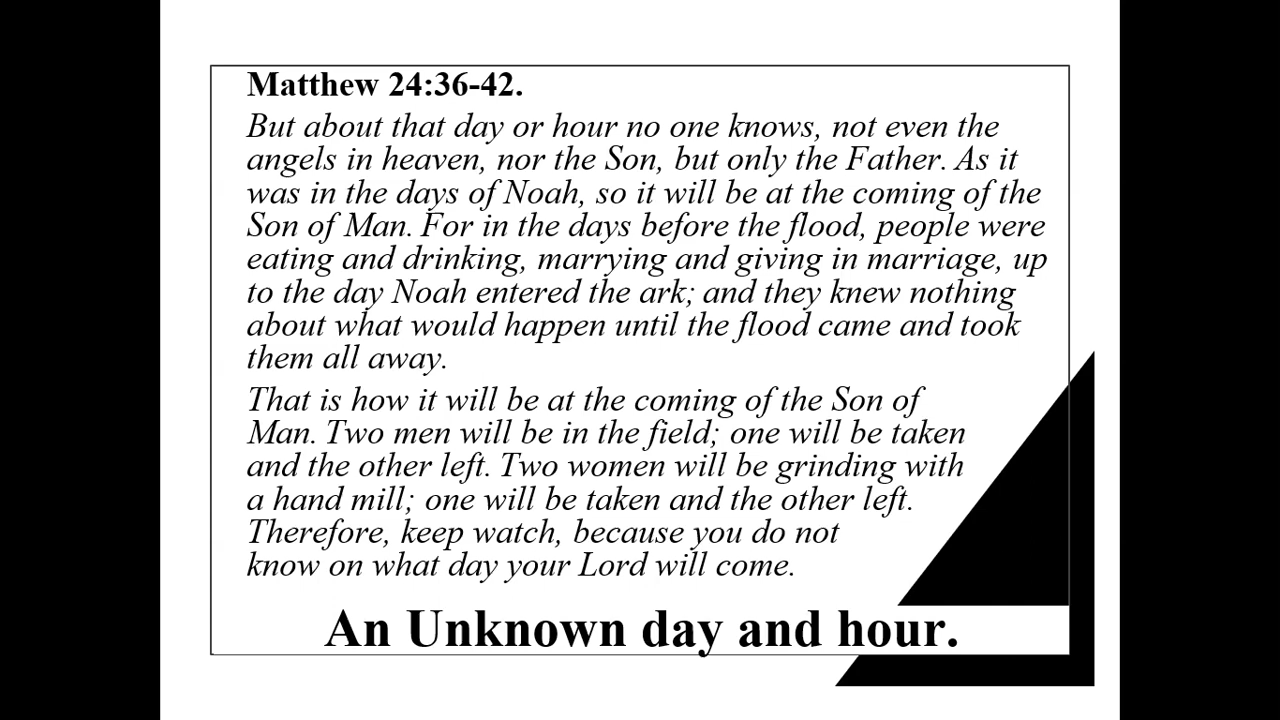 Matthew 24:36-42.
But about that day or hour no one knows, not even the
angels in heaven, nor the Son, but only the Father. As it
was in the days of Noah, so it will be at the coming of the
Son of Man. For in the days before the flood, people were
eating and drinking, marrying and giving in marriage, up
to the day Noah entered the ark; and they knew nothing
about what would happen until the flood came and took
them all away.
That is how it will be at the coming of the Son of
Man. Two men will be in the field; one will be taken
and the other left. Two women will be grinding with
a hand mill; one will be taken and the other left.
Therefore, keep watch, because you do not
know on what day your Lord will come.
An Unknown day and hour.